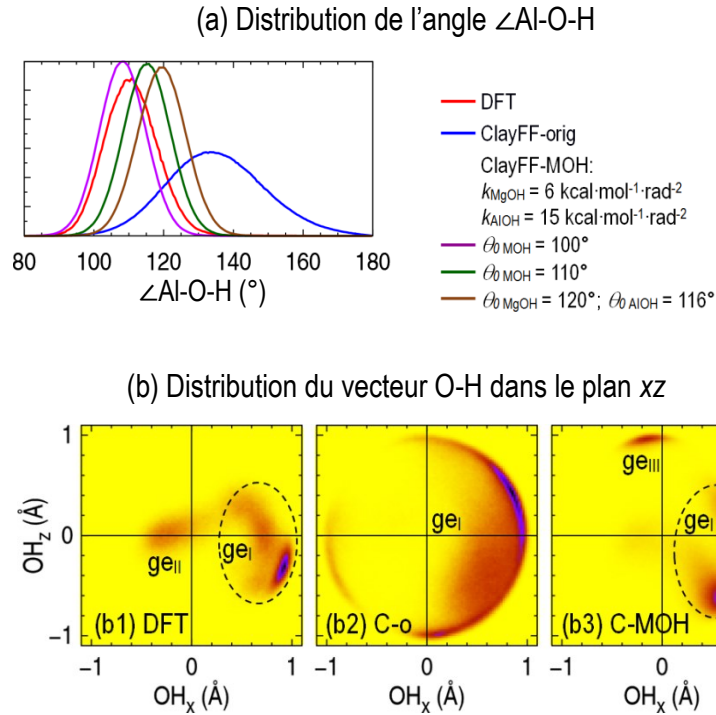 (a) Distribution de l'angle ∠Al-O-H
80 100 120 140 160 180
∠Al-O-H (°)
DFT
ClayFF-orig
ClayFF-MOH:
kMgOH = 6 kcal·mol-1·rad-2
kAlOH = 15 kcal·mol-1·rad-2
θ0 MOH = 100°
θ0 MOH = 110°
θ0 MgOH = 120°; θ0 AlOH = 116°
(b) Distribution du vecteur O-H dans le plan xz
1
0
-1
OHz (Å)
geII
geI
(b1) DFT
geI
(b2) C-o
geIII
geI
(b3) C-MOH
-1 0 1
-1 0 1
-1 0
OHx (Å)
OHx (Å)
OHx (Å)